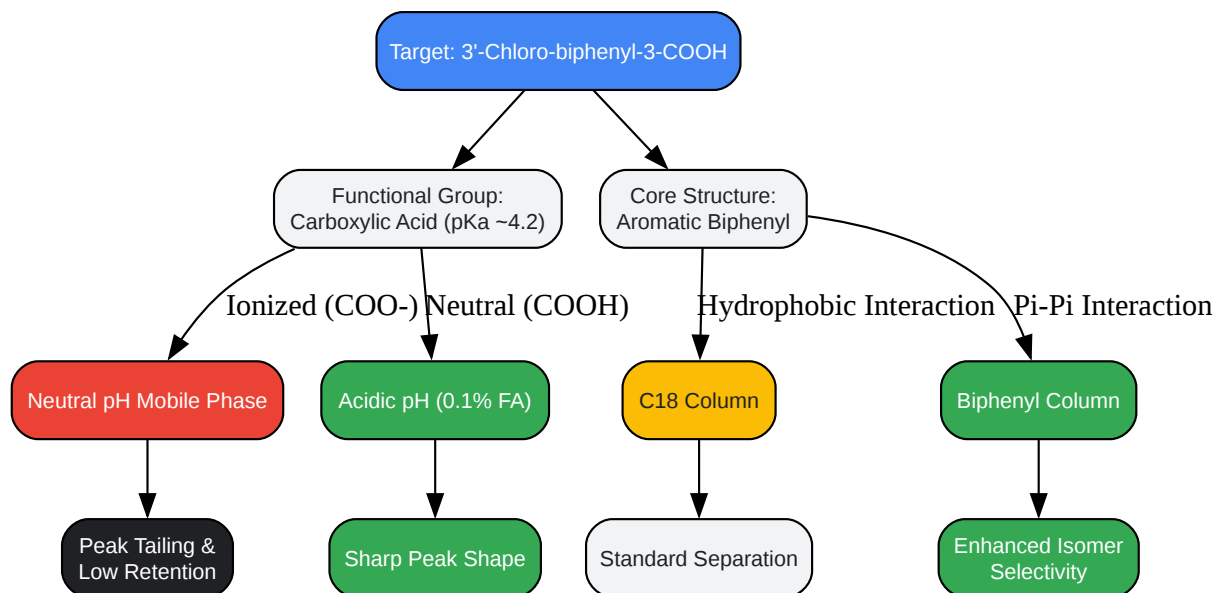 Target: 3'-Chloro-biphenyl-3-COOH
Functional Group:
Carboxylic Acid (pKa ~4.2)
Core Structure:
Aromatic Biphenyl
Ionized (COO-)
Neutral (COOH)
Hydrophobic Interaction
Pi-Pi Interaction
Neutral pH Mobile Phase
Acidic pH (0.1% FA)
C18 Column
Biphenyl Column
Peak Tailing &
Low Retention
Sharp Peak Shape
Standard Separation
Enhanced Isomer
Selectivity